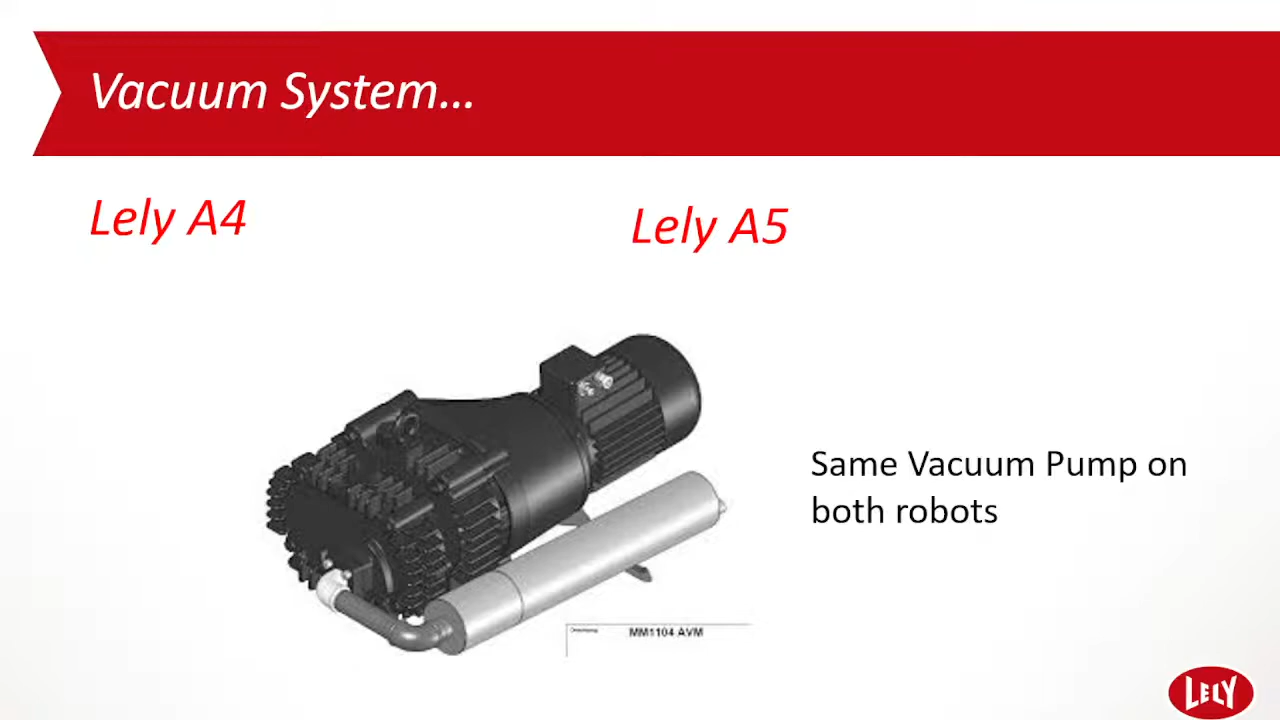 Vacuum System...
Lely A4
Lely A5
Same Vacuum Pump on
both robots
MM1104 AVM
LELY